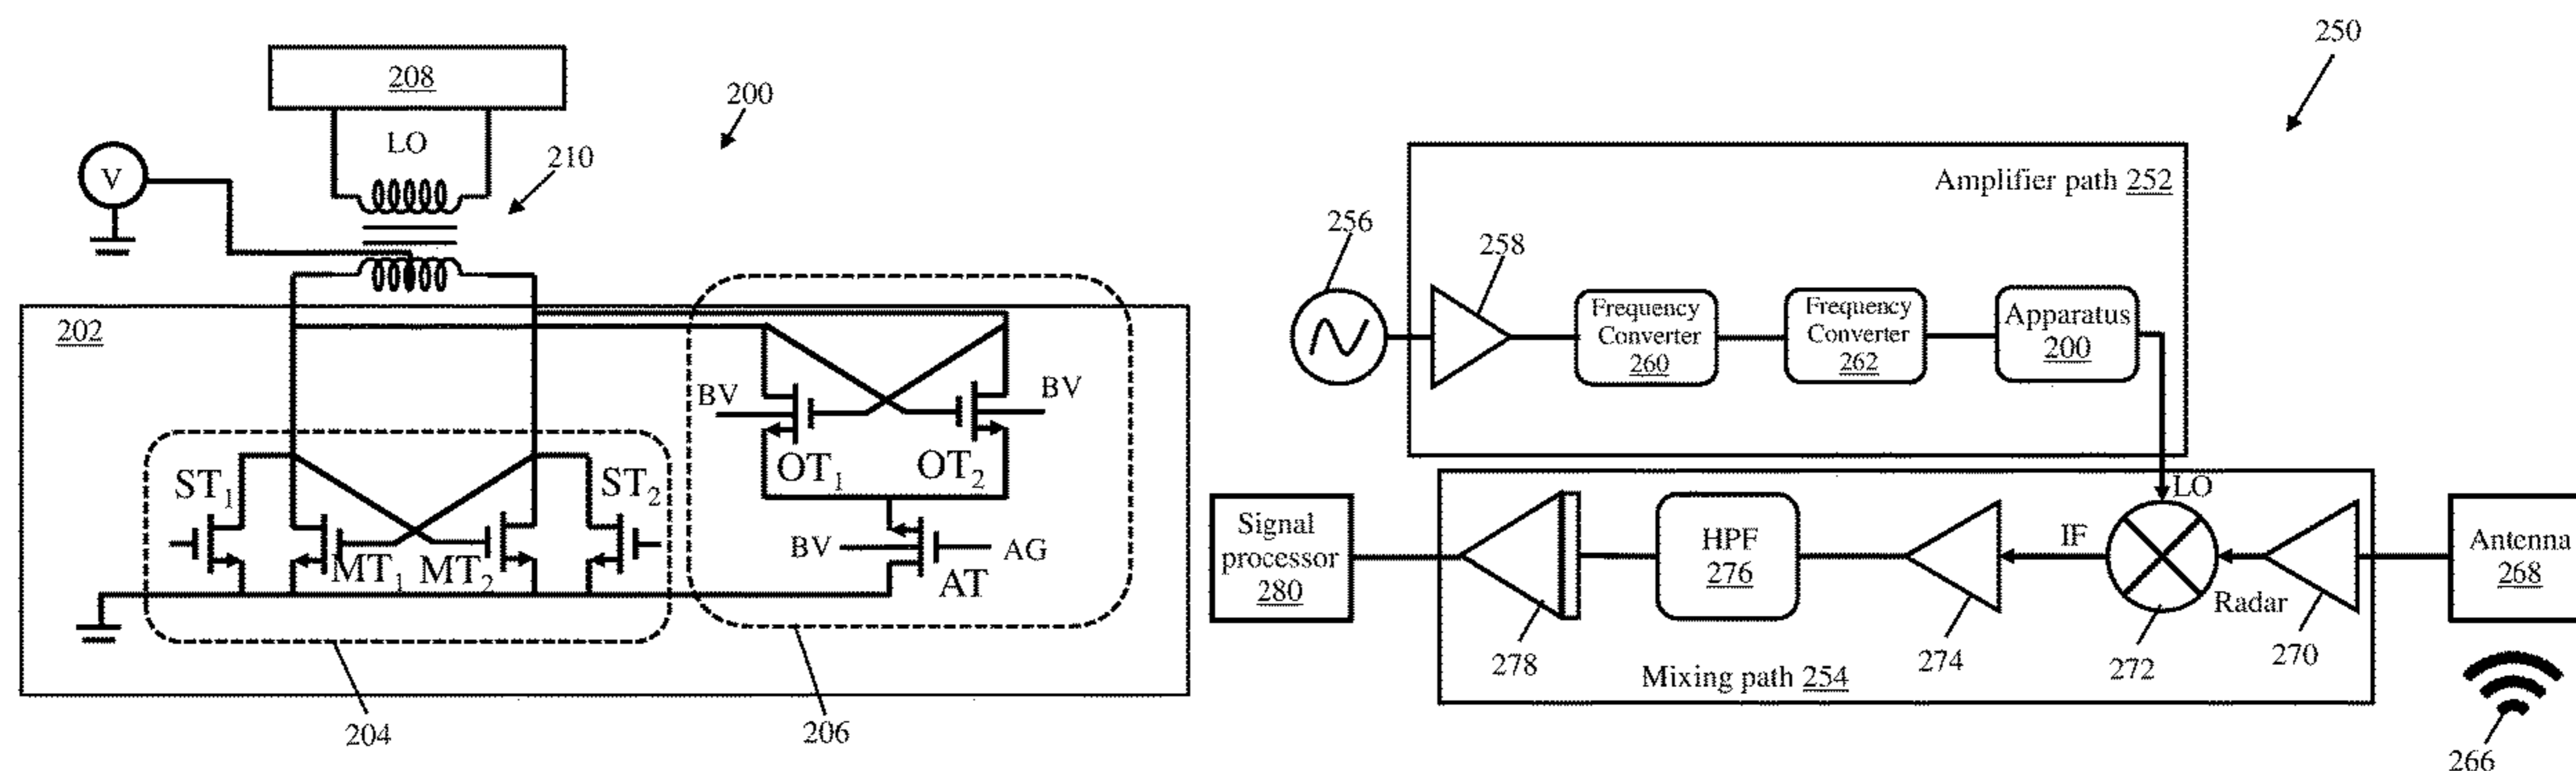 208
LO
210
V
200
202
BV
BV
OT1
OT2
ST1
ST2
MT1
MT2
BV
AG
AT
204
206
250
Amplifier path 252
256
258
Frequency
Converter
260
Frequency
Converter
262
Apparatus
200
LO
Signal
processor
280
HPF
276
IF
Radar
Antenna
268
278
274
272
270
Mixing path 254
266